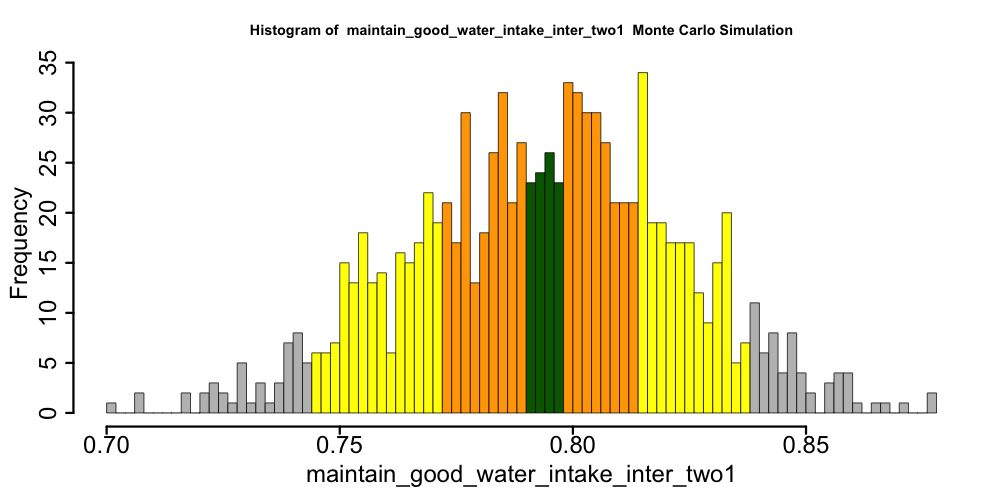 Histogram of maintain_good_water_intake_inter_two1 Monte Carlo Simulation
35
30
25
20
15
10
5
0
Frequency
0.70 0.75 0.80 0.85
maintain_good_water_intake_inter_two1